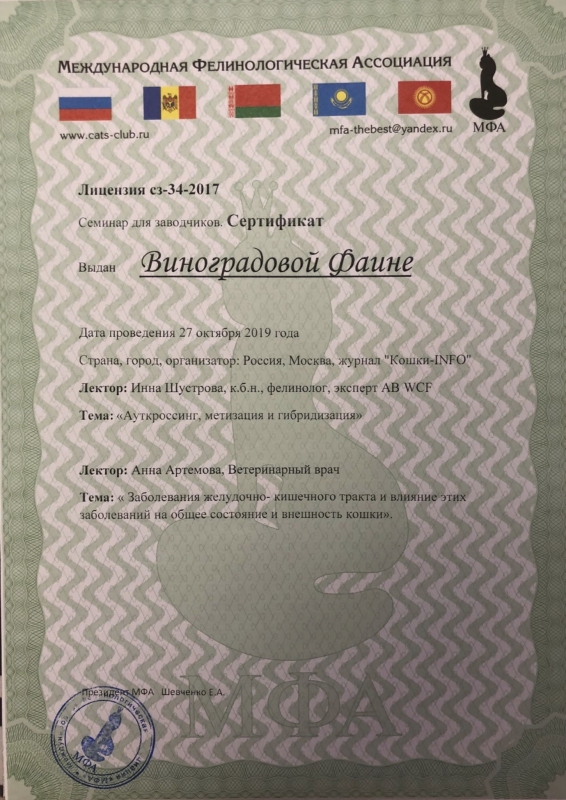 Международная Фелинологическая Ассоциация
www.cats-club.ru
mfa-thebest@yandex.ru
МФА
Лицензия сз-34-2017
Семинар для заводчиков. Сертификат
Выдан Виноградовой Фаине
Дата проведения 27 октября 2019 года
Страна, город, организатор: Россия, Москва, журнал "Кошки-INFO"
Лектор: Инна Шустрова, к.б.н., фелинолог, эксперт АВ WCF
Тема: «Ауткроссинг, метизация и гибридизация»
Лектор: Анна Артемова, Ветеринарный врач
Тема: « Заболевания желудочно- кишечного тракта и влияние этих
заболеваний на общее состояние и внешность кошки».
Президент МФА Шевченко Е.А.
МФА
МФА